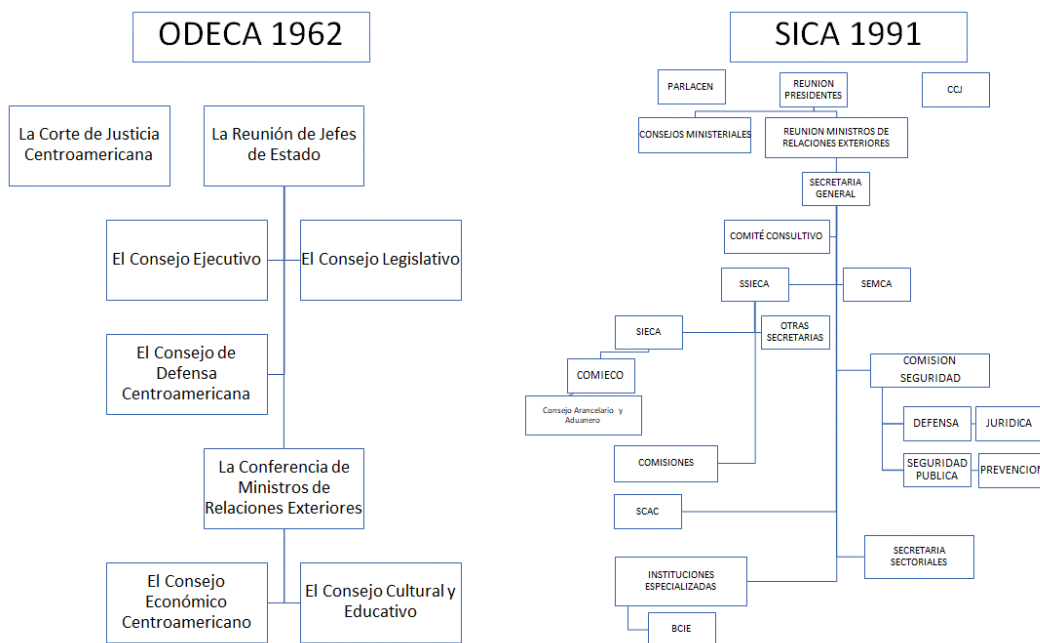 ODECA 1962
La Corte de Justicia
Centroamericana
La Reunión de Jefes
de Estado
El Consejo Ejecutivo
El Consejo Legislativo
El Consejo de
Defensa
Centroamericana
La Conferencia de
Ministros de
Relaciones Exteriores
El Consejo
Económico
Centroamericano
El Consejo Cultural y
Educativo
SICA 1991
PARLACEN
REUNION
PRESIDENTES
CCJ
CONSEJOS MINISTERIALES
REUNION MINISTROS DE
RELACIONES EXTERIORES
SECRETARIA
GENERAL
COMITÉ CONSULTIVO
SSIECA
SEMCA
SIECA
OTRAS
SECRETARIAS
COMIECO
Consejo Arancelario y
Aduanero
COMISION
SEGURIDAD
DEFENSA
JURIDICA
SEGURIDAD
PUBLICA
PREVENCION
COMISIONES
SCAC
SECRETARIA
SECTORIALES
INSTITUCIONES
ESPECIALIZADAS
BCIE